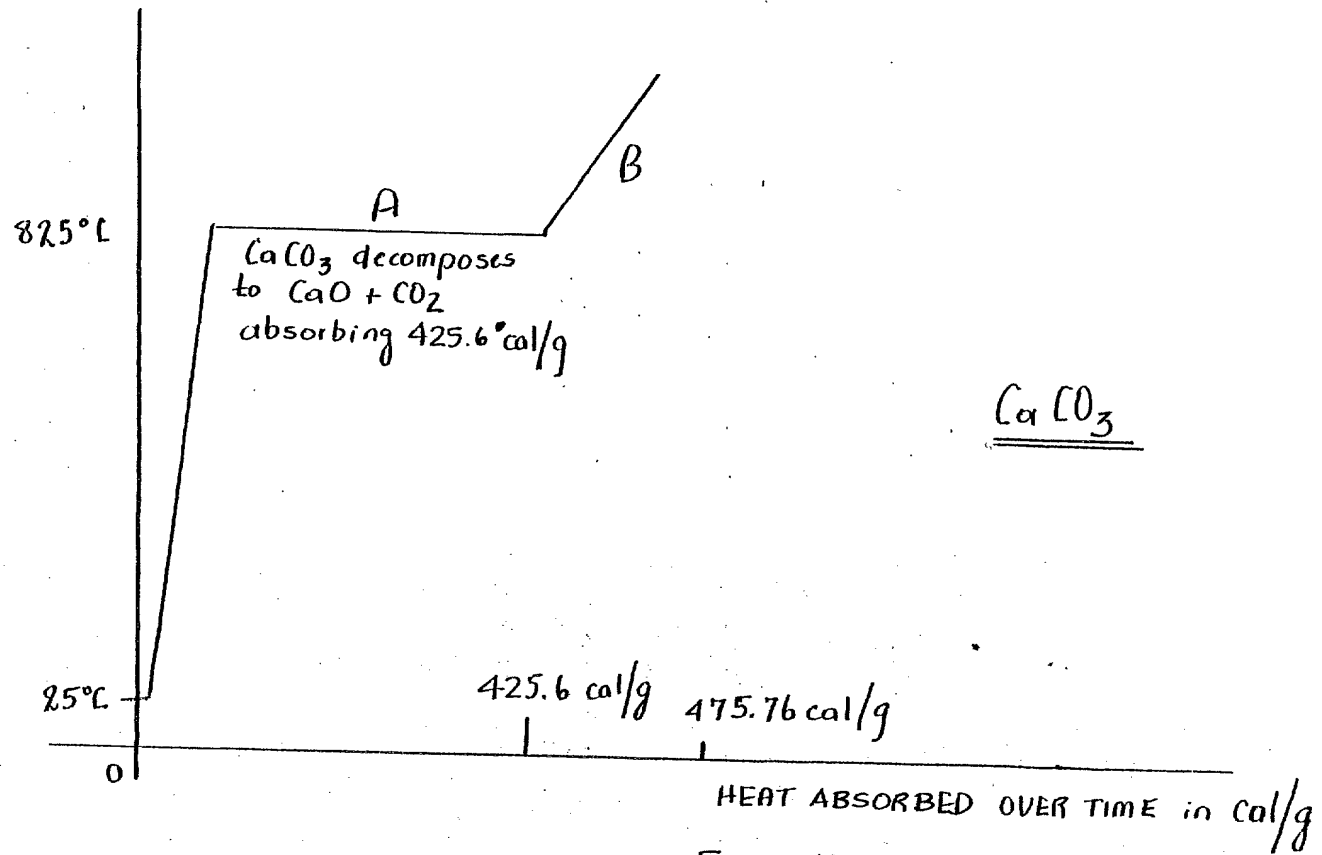 B
A
825°C
CaCO3 decomposes
to CaO + CO2
absorbing 425.6 cal/g
CaCO3
25°C
425.6 cal/g
475.76 cal/g
0
HEAT ABSORBED OVER TIME in Cal/g